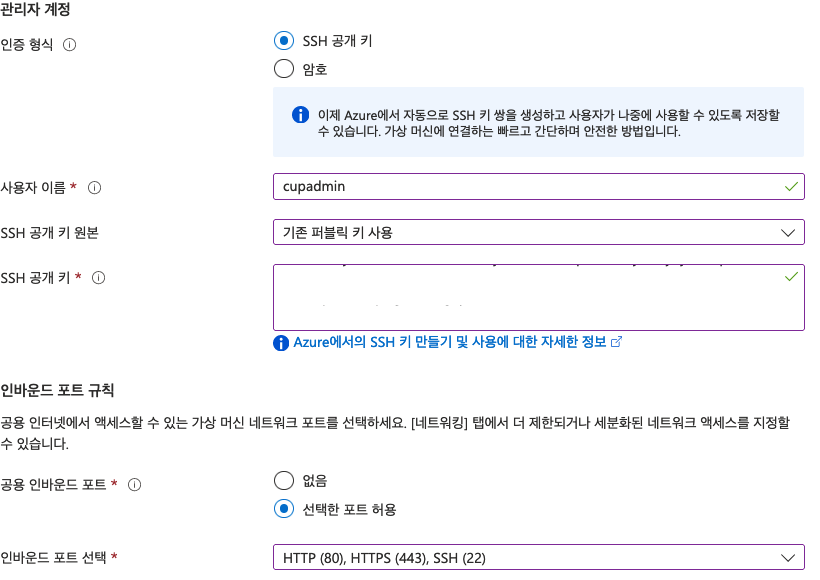 관리자 계정
인증 형식
SSH 공개 키
암호
이제 Azure에서 자동으로 SSH 키 쌍을 생성하고 사용자가 나중에 사용할 수 있도록 저장할
수 있습니다. 가상 머신에 연결하는 빠르고 간단하며 안전한 방법입니다.
사용자 이름 *
cupadmin
SSH 공개 키 원본
기존 퍼블릭 키 사용
SSH 공개 키 *
Azure에서의 SSH 키 만들기 및 사용에 대한 자세한 정보
인바운드 포트 규칙
공용 인터넷에서 액세스할 수 있는 가상 머신 네트워크 포트를 선택하세요. [네트워킹] 탭에서 더 제한되거나 세분화된 네트워크 액세스를 지정할
수 있습니다.
공용 인바운드 포트 *
없음
선택한 포트 허용
인바운드 포트 선택 *
HTTP (80), HTTPS (443), SSH (22)